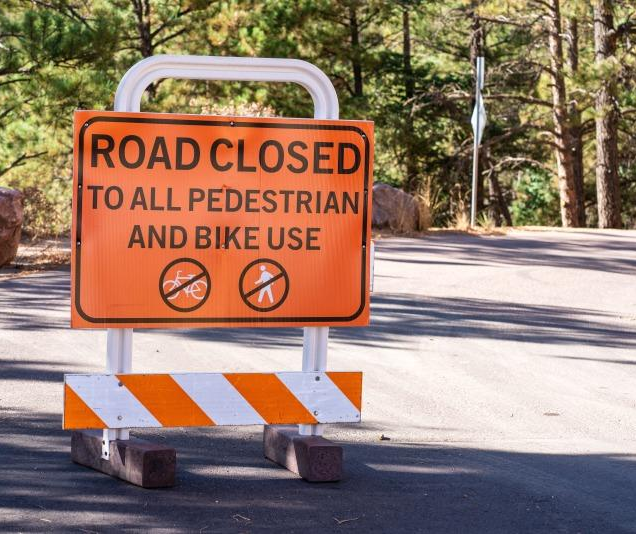 ROAD CLOSED
TO ALL PEDESTRIAN
AND BIKE USE